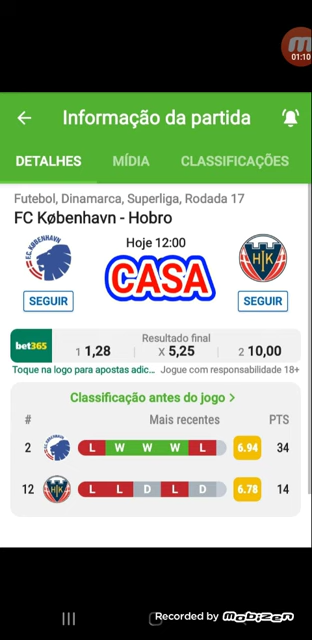 01:10
Informação da partida
DETALHES MÍDIA CLASSIFICAÇÕES
Futebol, Dinamarca, Superliga, Rodada 17
FC København - Hobro
Hoje 12:00
F.C. KØBENHAVN
HIK
CASA
SEGUIR SEGUIR
Resultado final
bet365 1 1,28 X 5,25 2 10,00
Toque na logo para apostas adic... Jogue com responsabilidade 18+
Classificação antes do jogo >
# Mais recentes PTS
2 L W W W L 6.94 34
12 L L D L D 6.78 14
Recorded by Mobizen